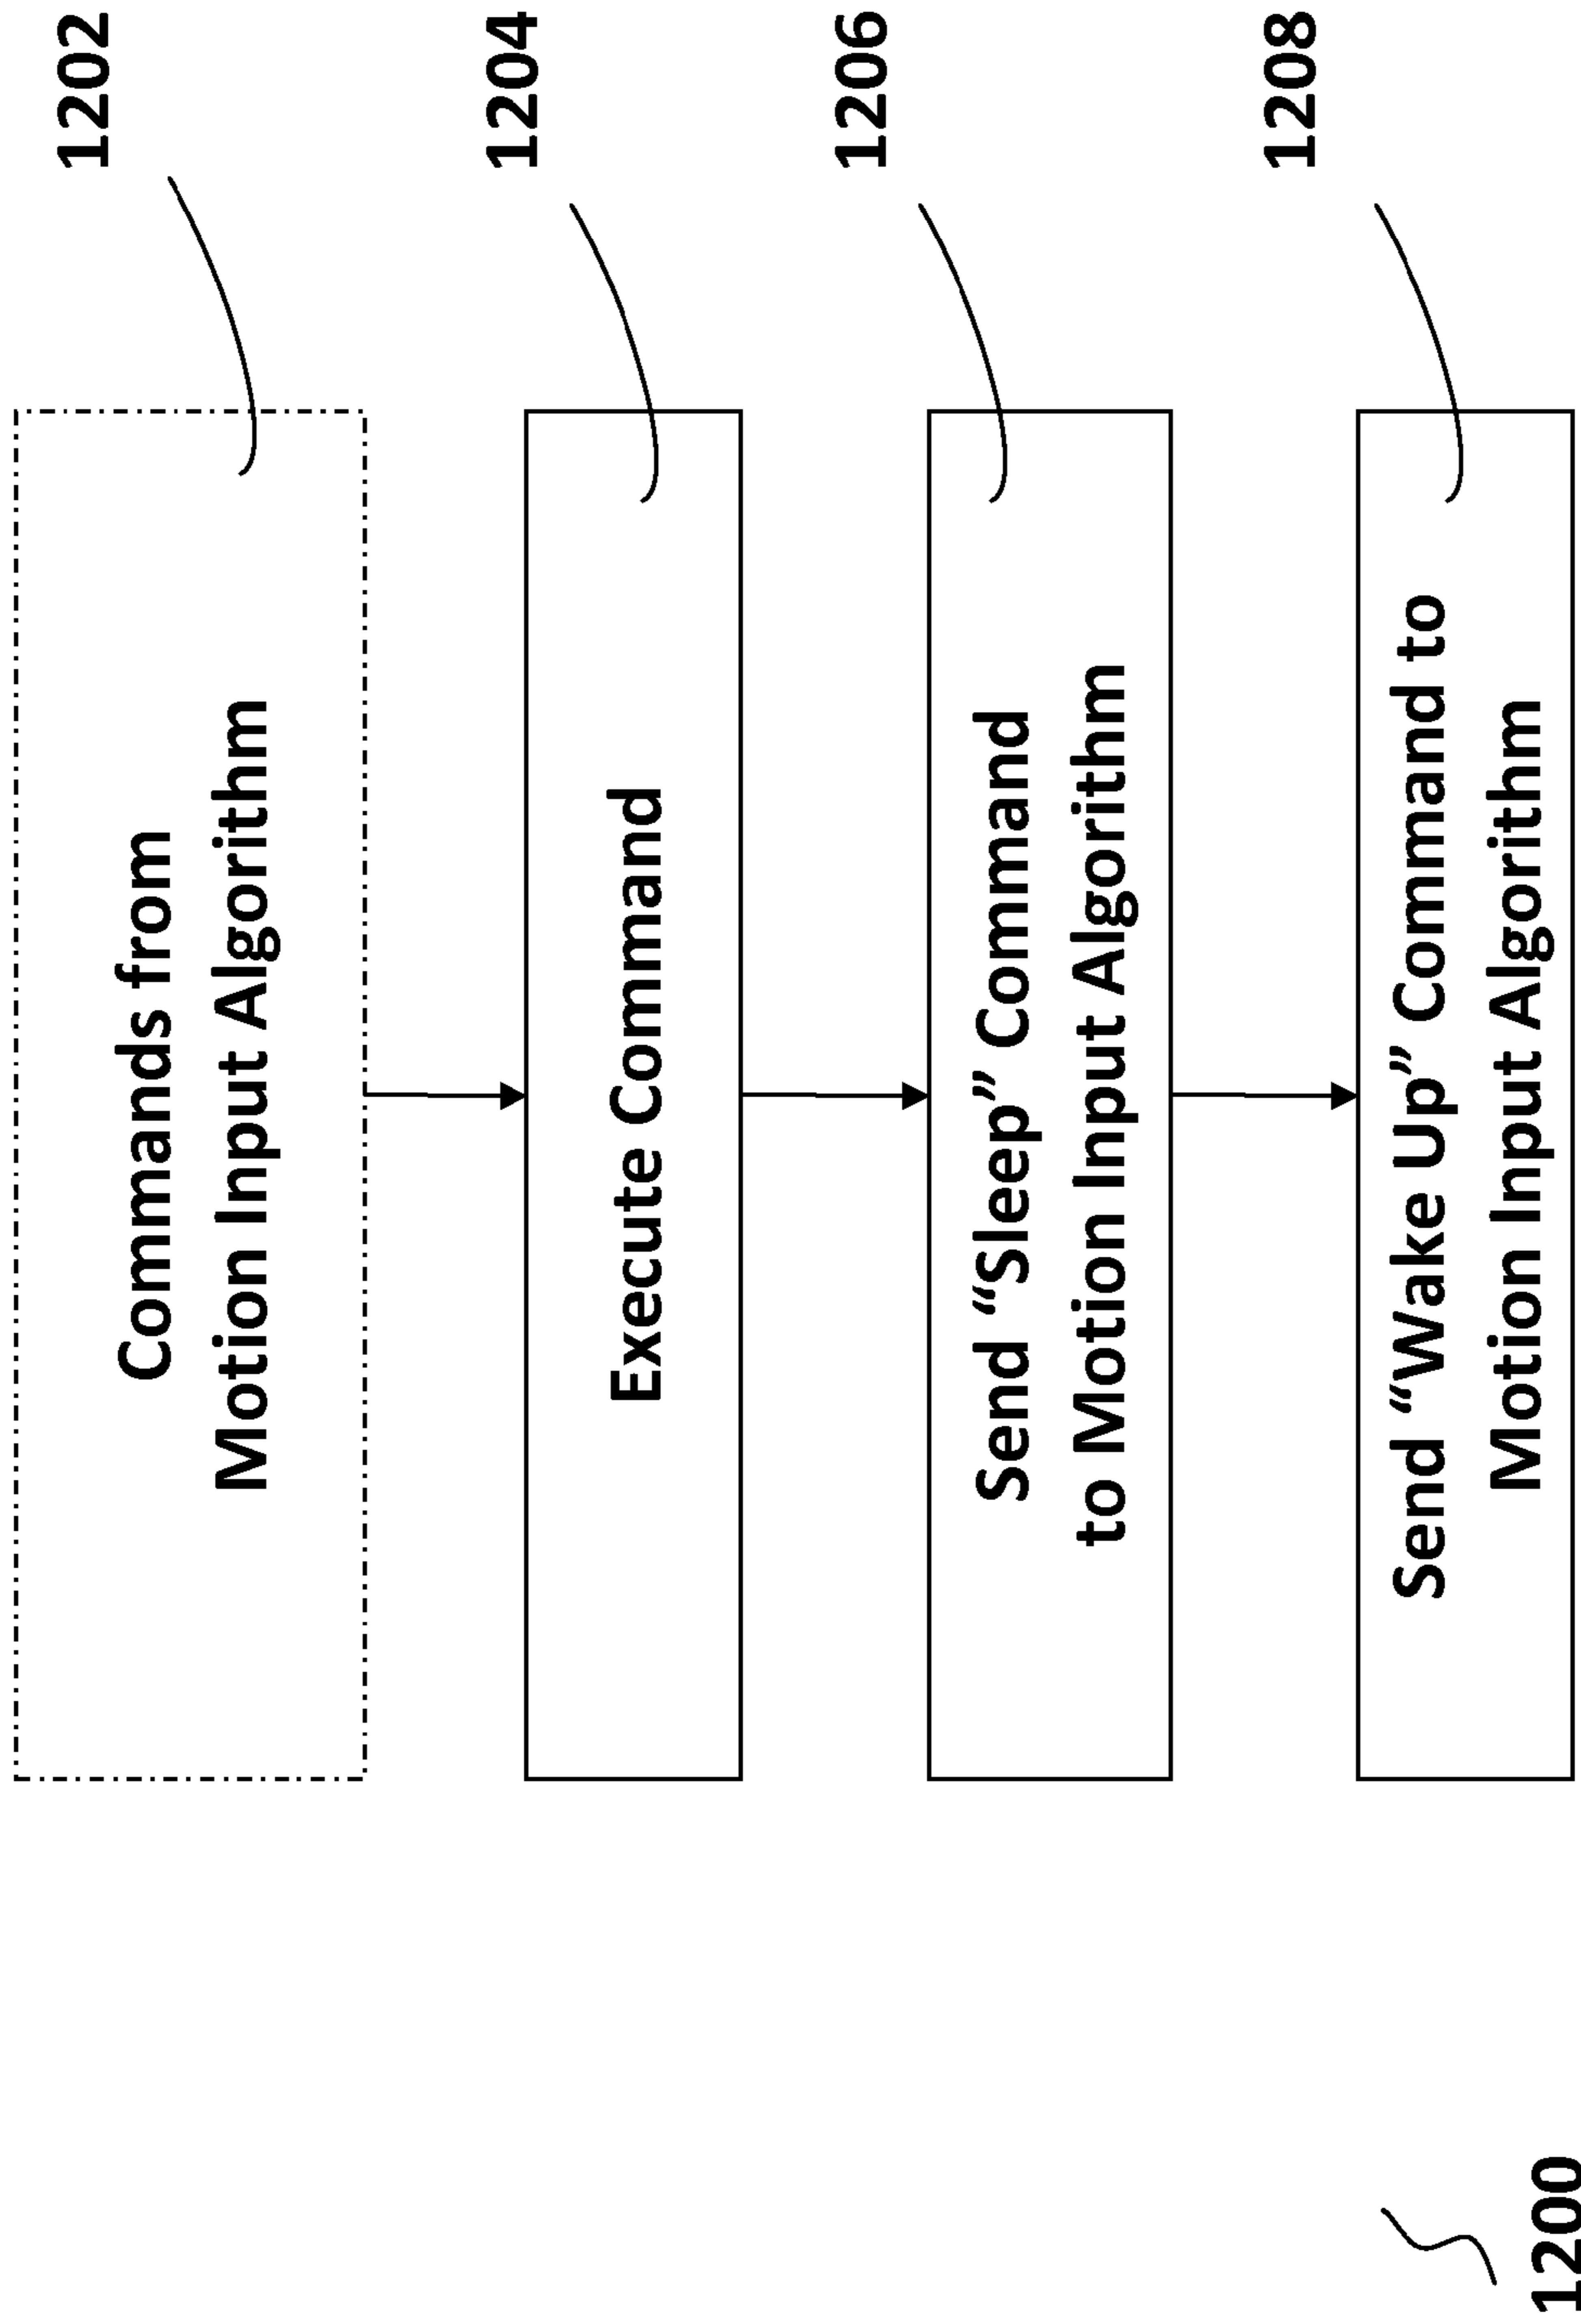 Commands from
Motion Input Algorithm
1202
Execute Command
1204
Send “Sleep” Command
to Motion Input Algorithm
1206
Send “Wake Up” Command to
Motion Input Algorithm
1208
1200